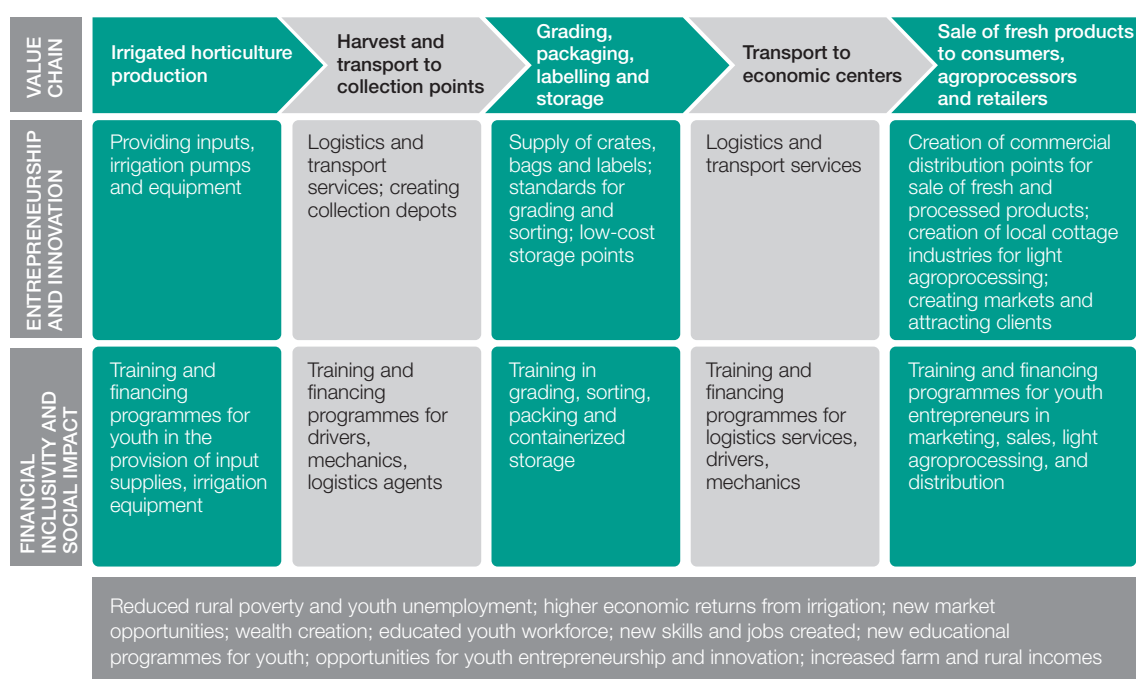 VALUE
CHAIN
Irrigated horticulture
production
Harvest and
transport to
collection points
Grading,
packaging,
labelling and
storage
Transport to
economic centers
Sale of fresh products
to consumers,
agroprocessors
and retailers
ENTREPRENEURSHIP
AND INNOVATION
Providing inputs,
irrigation pumps
and equipment
Logistics and
transport
services; creating
collection depots
Supply of crates,
bags and labels;
standards for
grading and
sorting; low-cost
storage points
Logistics and
transport services
Creation of commercial
distribution points for
sale of fresh and
processed products;
creation of local cottage
industries for light
agroprocessing;
creating markets and
attracting clients
FINANCIAL
INCLUSIVITY AND
SOCIAL IMPACT
Training and
financing
programmes for
youth in the
provision of input
supplies, irrigation
equipment
Training and
financing
programmes for
drivers,
mechanics,
logistics agents
Training in
grading, sorting,
packing and
containerized
storage
Training and
financing
programmes for
logistics services,
drivers,
mechanics
Training and financing
programmes for youth
entrepreneurs in
marketing, sales, light
agroprocessing, and
distribution
Reduced rural poverty and youth unemployment; higher economic returns from irrigation; new market
opportunities; wealth creation; educated youth workforce; new skills and jobs created; new educational
programmes for youth; opportunities for youth entrepreneurship and innovation; increased farm and rural incomes